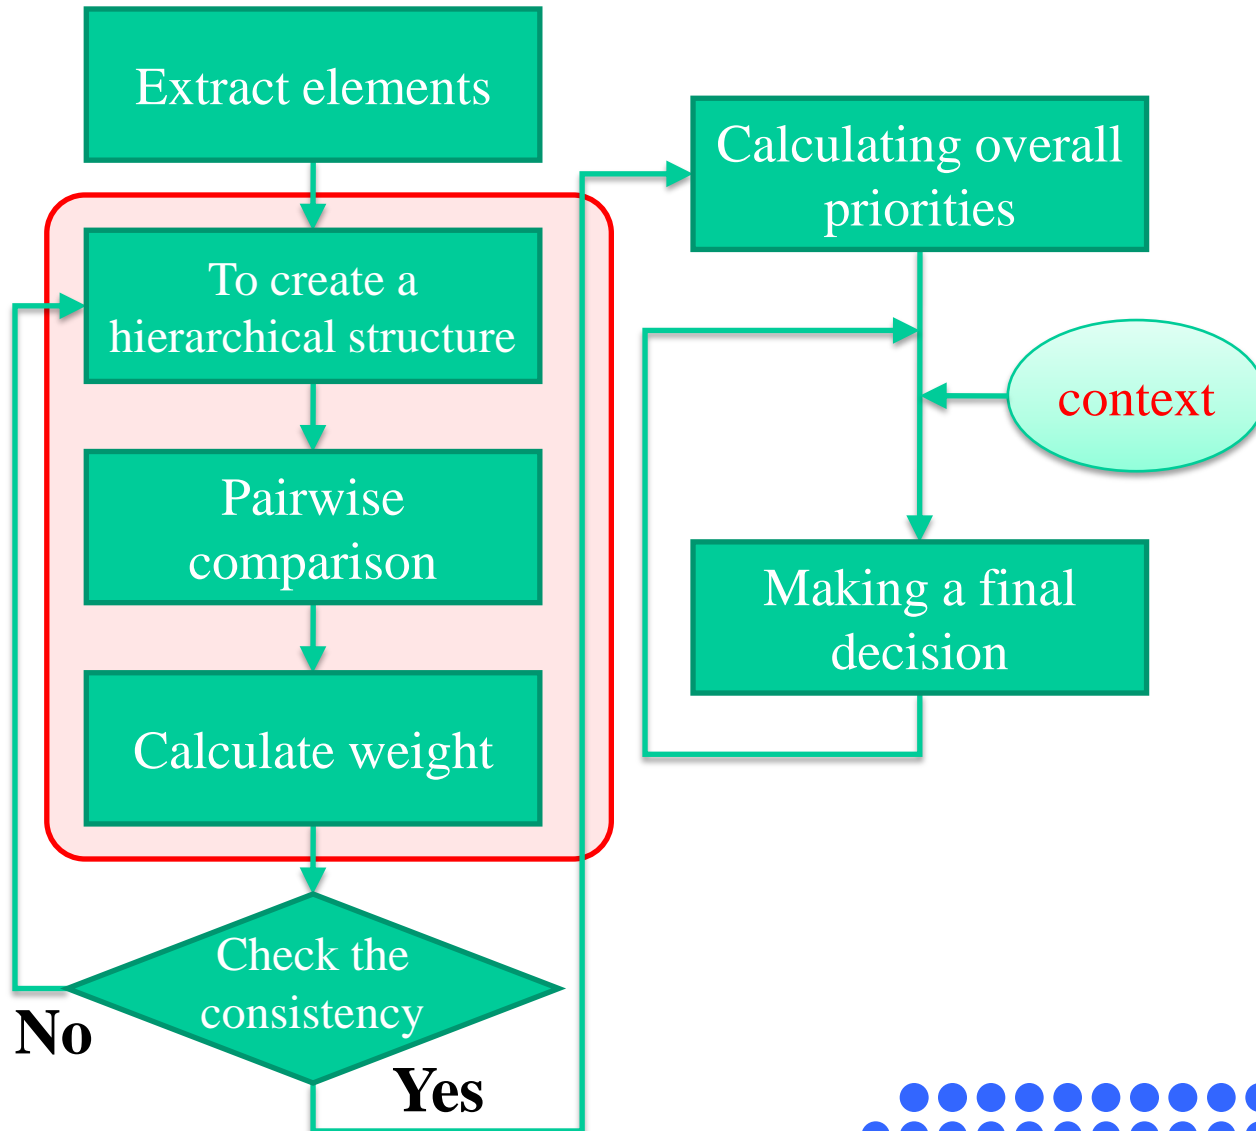 Extract elements
To create a
hierarchical structure
Pairwise
comparison
Calculate weight
Check the
consistency
No
Yes
Calculating overall
priorities
context
Making a final
decision